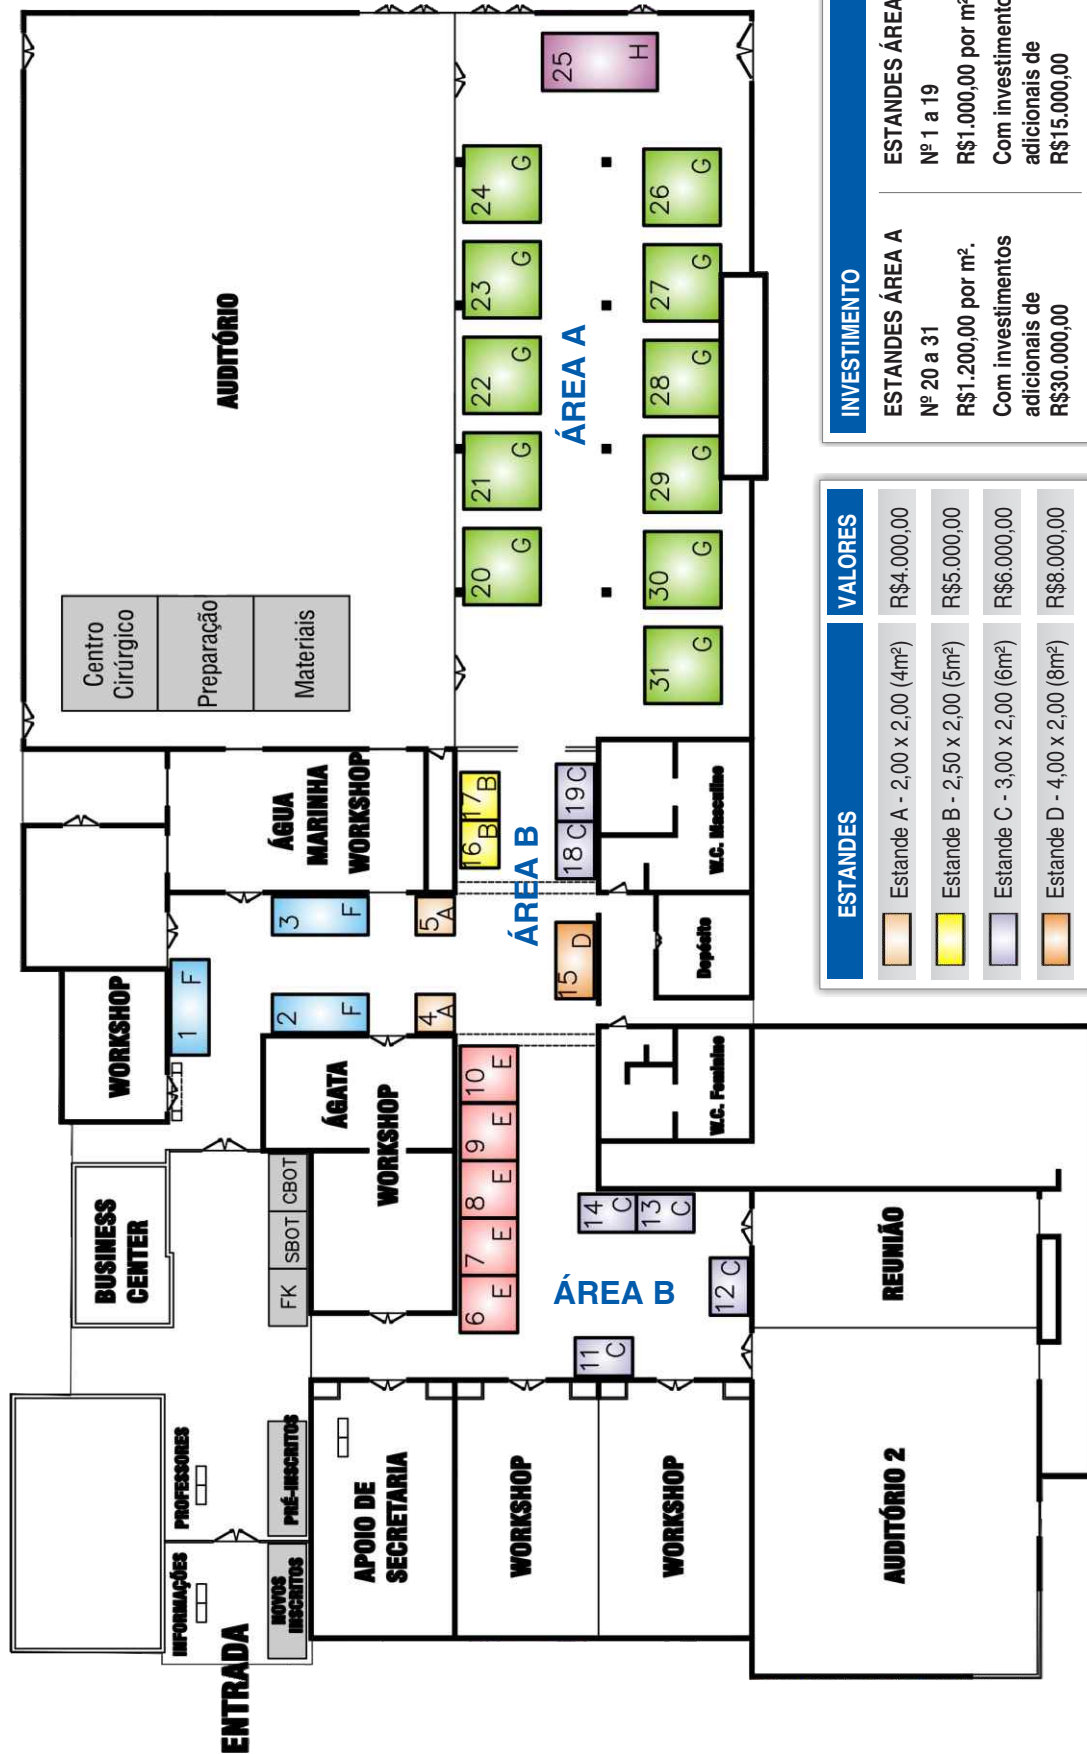 ENTRADA
INFORMAÇÕES
NOVOS
INSCRITOS
PROFESSORES
PRÉ-INSCRITOS
BUSINESS
CENTER
FK
SBOT
CBOT
WORKSHOP
APOIO DE
SECRETARIA
WORKSHOP
WORKSHOP
AUDITÓRIO 2
REUNIÃO
ÁGATA
WORKSHOP
ÁGUA
MARINHA
WORKSHOP
Centro
Cirúrgico
Preparação
Materiais
AUDITÓRIO
1 F
2 F
3 F
4 A
5 A
6 E
7 E
8 E
9 E
10 E
11 C
12 C
13 C
14 C
15 D
16 B
17 B
18 C
19 C
ÁREA B
ÁREA B
W.C. Feminino
Depósito
W.C. Masculino
20 G
21 G
22 G
23 G
24 G
25 H
ÁREA A
31 G
30 G
29 G
28 G
27 G
26 G
ESTANDES VALORES
Estande A - 2,00 x 2,00 (4m²) R$4.000,00
Estande B - 2,50 x 2,00 (5m²) R$5.000,00
Estande C - 3,00 x 2,00 (6m²) R$6.000,00
Estande D - 4,00 x 2,00 (8m²) R$8.000,00
INVESTIMENTO
ESTANDES ÁREA A
Nº 20 a 31
R$1.200,00 por m².
Com investimentos
adicionais de
R$30.000,00
ESTANDES ÁREA
Nº 1 a 19
R$1.000,00 por m²
Com investimento
adicionais de
R$15.000,00